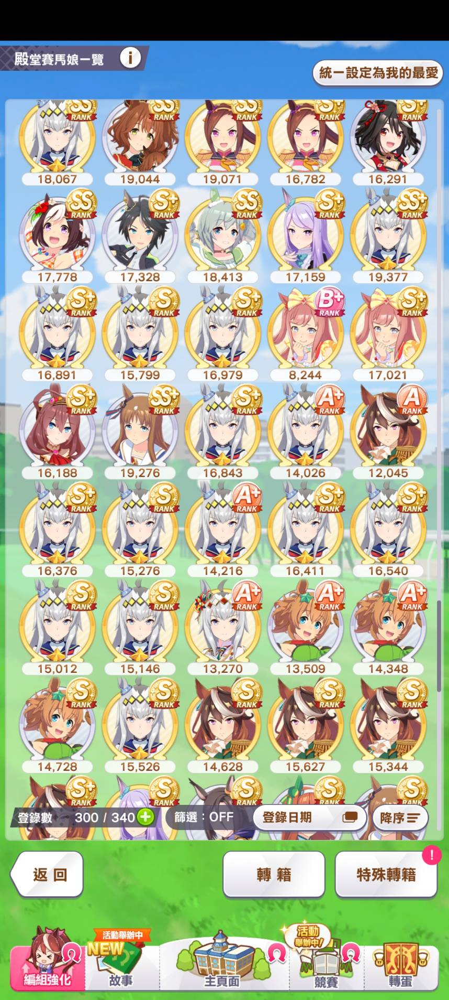 殿堂賽馬娘一覽 i
統一設定為我的最愛
SS RANK SS RANK SS RANK S+ RANK S+ RANK
18,067 19,044 19,071 16,782 16,291
SS RANK S+ RANK SS RANK S+ RANK SS+ RANK
17,778 17,328 18,413 17,159 19,377
S+ RANK S RANK S+ RANK B+ RANK S+ RANK
16,891 15,799 16,979 8,244 17,021
S+ RANK SS+ RANK S+ RANK A+ RANK A RANK
16,188 19,276 16,843 14,026 12,045
S+ RANK S RANK A+ RANK S+ RANK S+ RANK
16,376 15,276 14,216 16,411 16,540
S RANK S RANK A+ RANK A+ RANK A+ RANK
15,012 15,146 13,270 13,509 14,348
S RANK S RANK S RANK S RANK S RANK
14,728 15,526 14,628 15,627 15,344
S+ RANK S RANK S RANK S RANK S RANK
登錄數 300 / 340 + 篩選：OFF 登錄日期 降序
返回 轉籍 特殊轉籍 !
活動舉辦中 活動
NEW 舉辦中!
編組強化 故事 主頁面 競賽 轉蛋